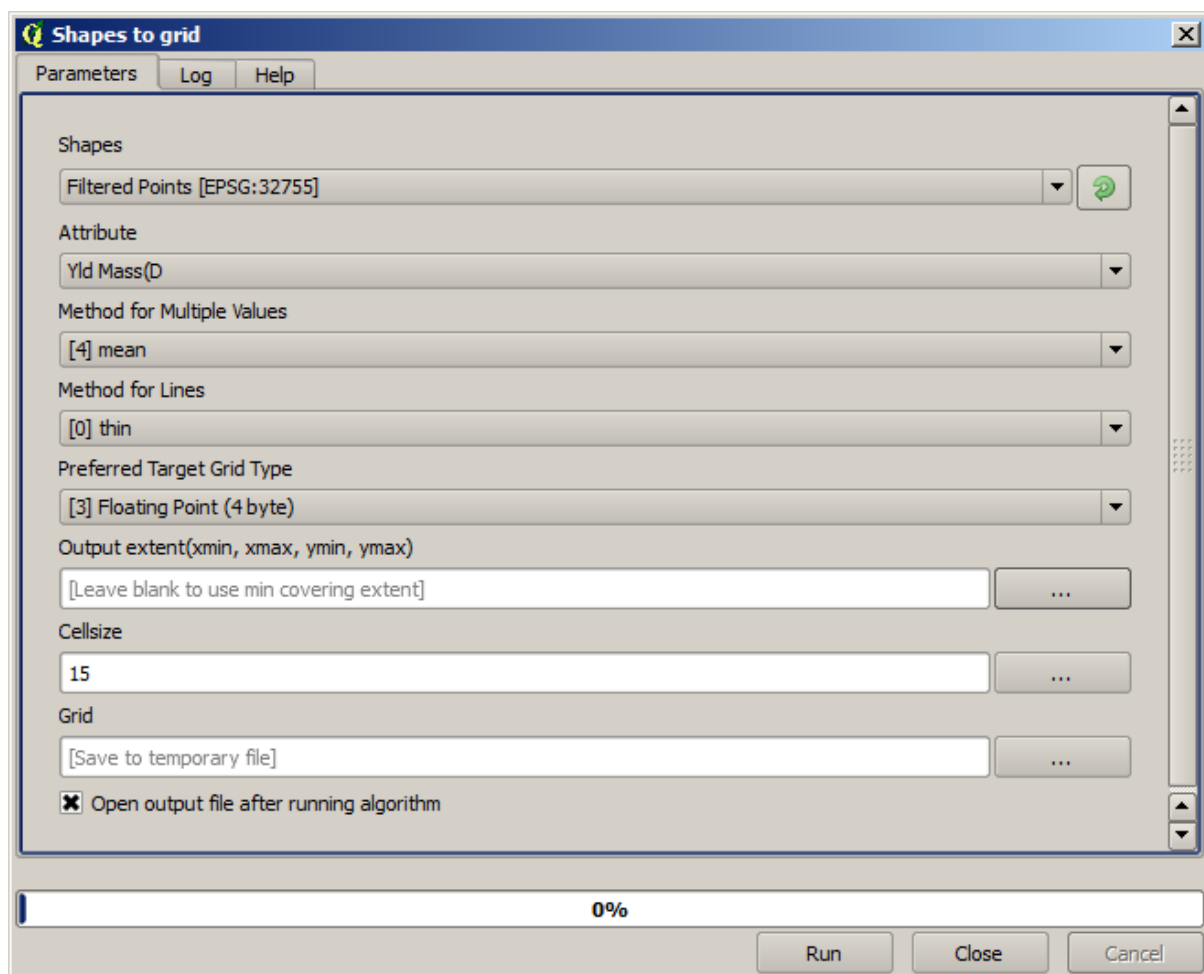 Shapes to grid
Parameters Log Help
Shapes
Filtered Points [EPSG:32755]
Attribute
Yld Mass(D
Method for Multiple Values
[4] mean
Method for Lines
[0] thin
Preferred Target Grid Type
[3] Floating Point (4 byte)
Output extent(xmin, xmax, ymin, ymax)
[Leave blank to use min covering extent]
...
Cellsize
15
...
Grid
[Save to temporary file]
...
Open output file after running algorithm
0%
Run Close Cancel